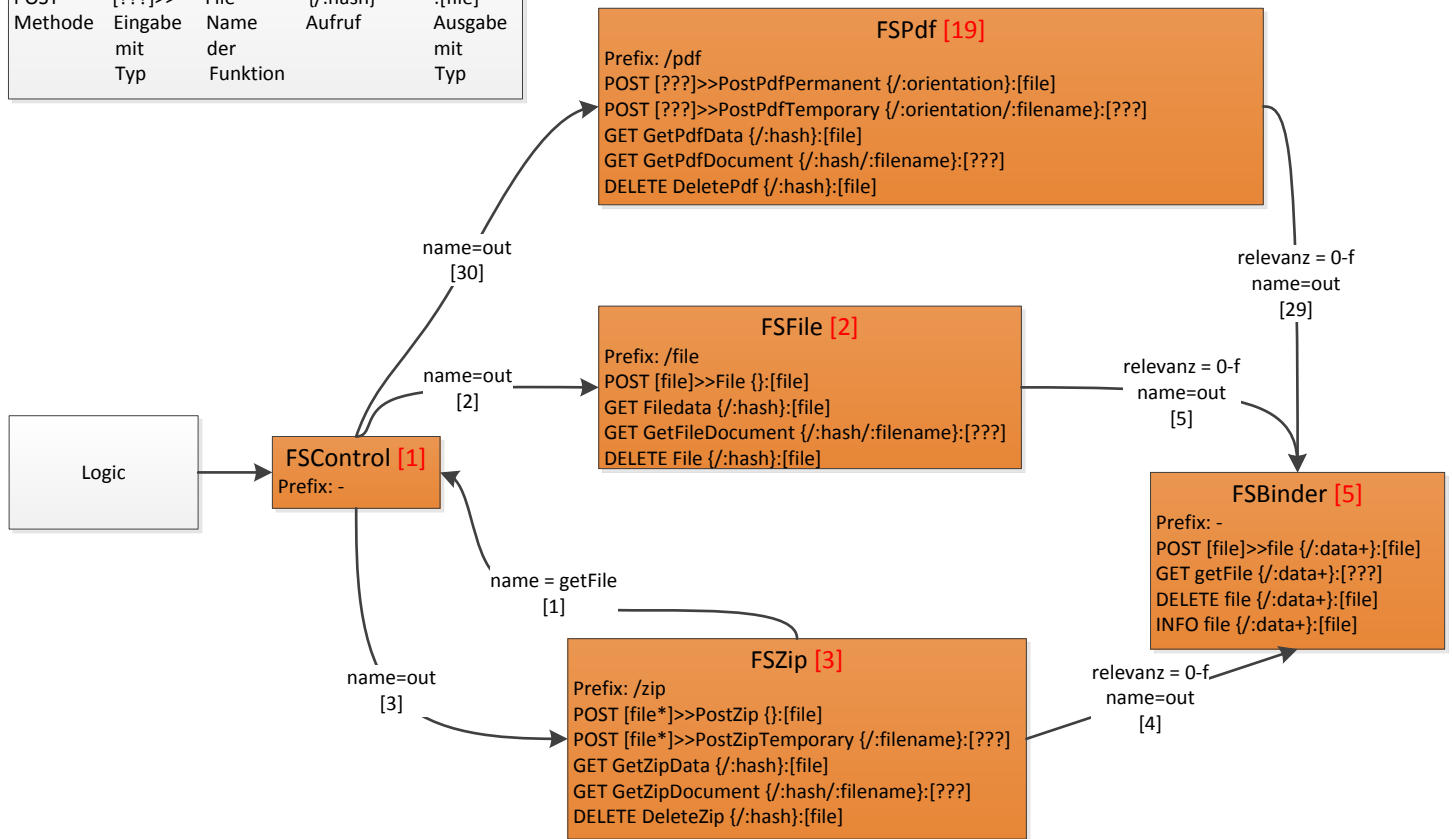 POST [???]>> File {/:hash} :[file]
Methode Eingabe Name Aufruf Ausgabe
mit der mit
Typ Funktion Typ
FSPdf [19]
Prefix: /pdf
POST [???]>>PostPdfPermanent {/:orientation}:[file]
POST [???]>>PostPdfTemporary {/:orientation/:filename}:[???]
GET GetPdfData {/:hash}:[file]
GET GetPdfDocument {/:hash/:filename}:[???]
DELETE DeletePdf {/:hash}:[file]
name=out
[30]
relevanz = 0-f
name=out
[29]
FSFile [2]
Prefix: /file
POST [file]>>File {}:[file]
GET Filedata {/:hash}:[file]
GET GetFileDocument {/:hash/:filename}:[???]
DELETE File {/:hash}:[file]
name=out
[2]
relevanz = 0-f
name=out
[5]
Logic
FSControl [1]
Prefix: -
FSBinder [5]
Prefix: -
POST [file]>>file {/:data+}:[file]
GET getFile {/:data+}:[???]
DELETE file {/:data+}:[file]
INFO file {/:data+}:[file]
name = getFile
[1]
name=out
[3]
FSZip [3]
Prefix: /zip
POST [file*]>>PostZip {}:[file]
POST [file*]>>PostZipTemporary {/:filename}:[???]
GET GetZipData {/:hash}:[file]
GET GetZipDocument {/:hash/:filename}:[???]
DELETE DeleteZip {/:hash}:[file]
relevanz = 0-f
name=out
[4]